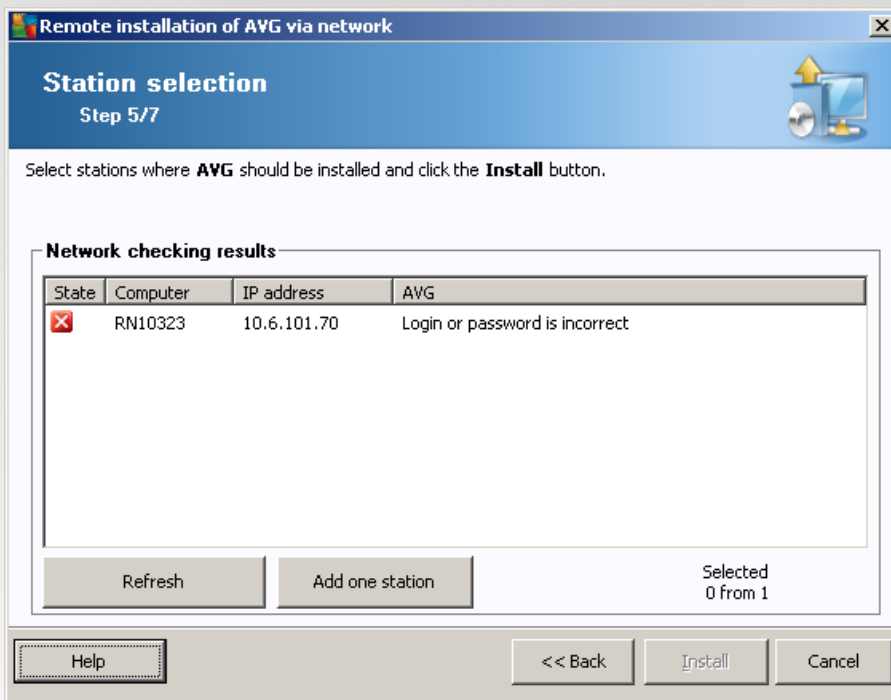 Remote installation of AVG via network
Station selection
Step 5/7
Select stations where AVG should be installed and click the Install button.
Network checking results
State Computer IP address AVG
RN10323 10.6.101.70 Login or password is incorrect
Refresh Add one station Selected
0 from 1
Help << Back Install Cancel